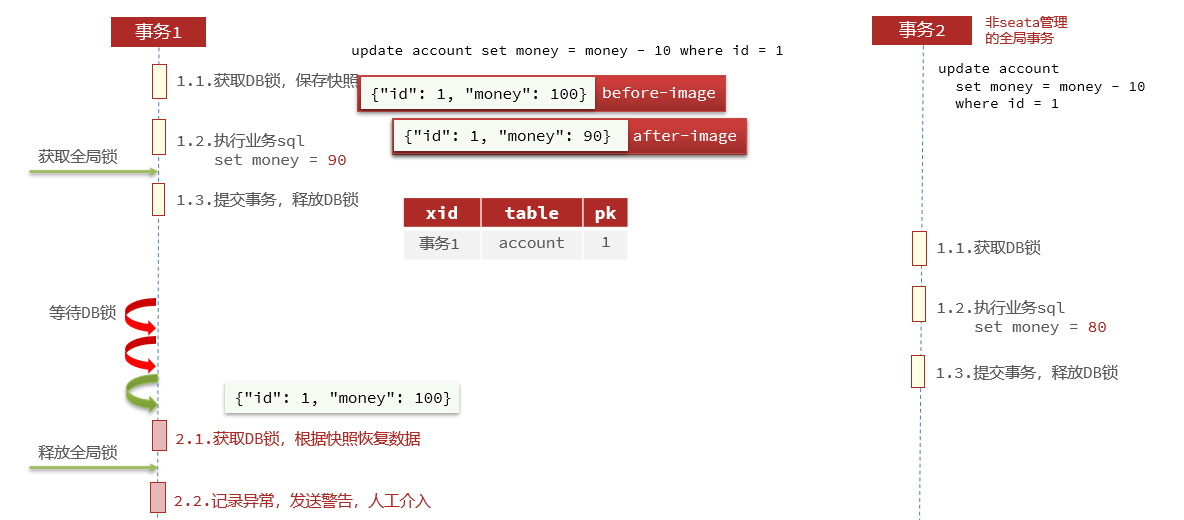 事务1
update account set money = money - 10 where id = 1
1.1.获取DB锁，保存快照
{"id": 1, "money": 100}
before-image
{"id": 1, "money": 90}
after-image
1.2.执行业务sql
set money = 90
获取全局锁
1.3.提交事务，释放DB锁
xid table pk
事务1 account 1
等待DB锁
{"id": 1, "money": 100}
2.1.获取DB锁，根据快照恢复数据
释放全局锁
2.2.记录异常，发送警告，人工介入
事务2
非seata管理
的全局事务
update account
set money = money - 10
where id = 1
1.1.获取DB锁
1.2.执行业务sql
set money = 80
1.3.提交事务，释放DB锁